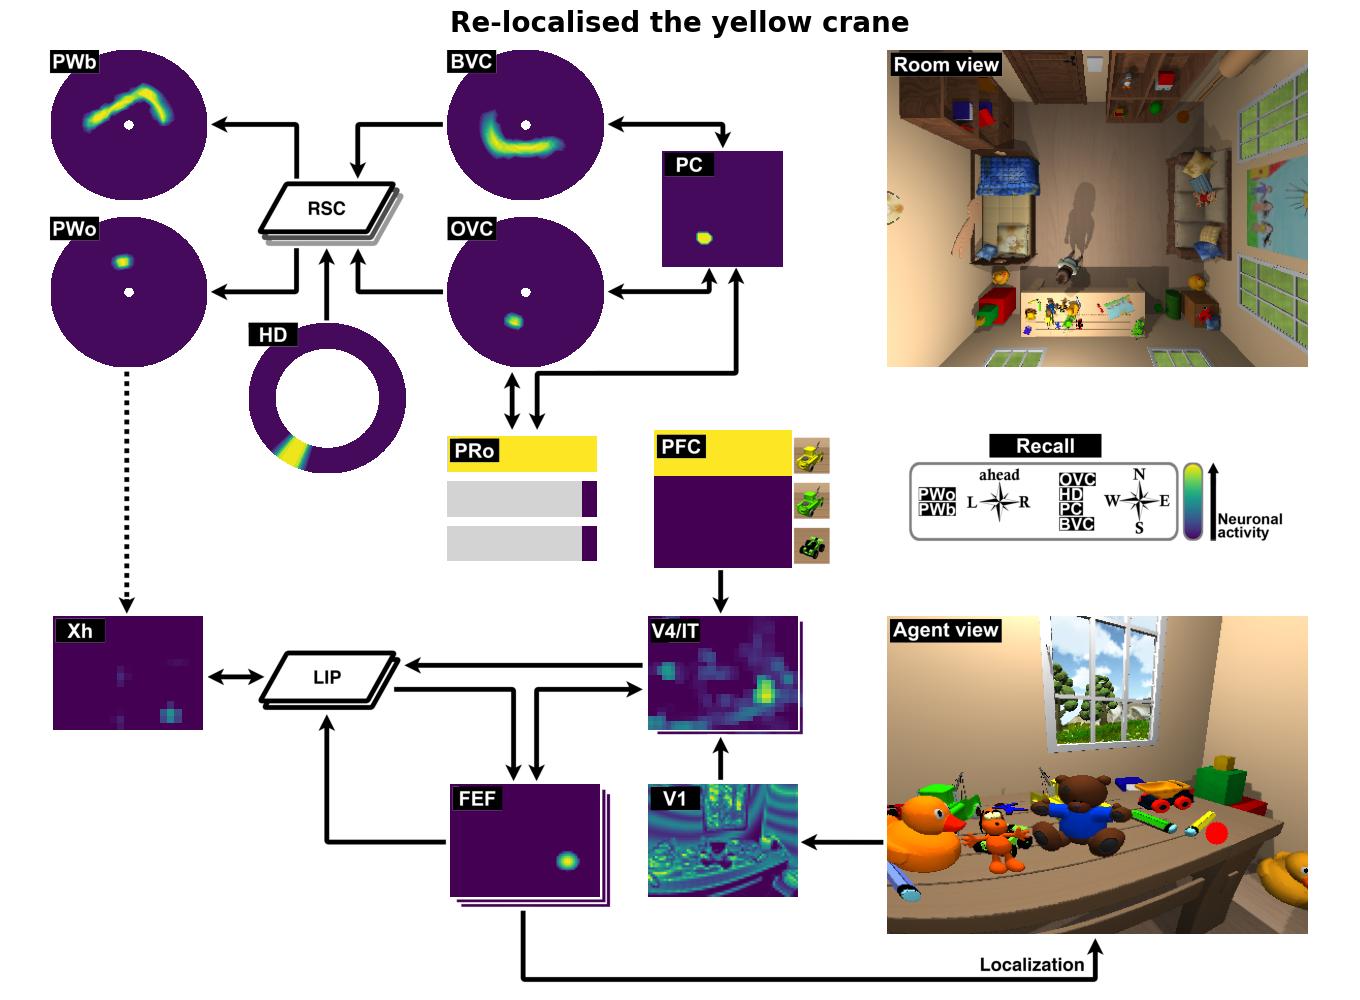 Re-localised the yellow crane
PWb
BVC
Room view
PC
RSC
PWo
OVC
HD
PRo
PFC
Recall
ahead
L
R
PWo
PWb
OVC
HD
PC
BVC
N
W
E
S
Neuronal
activity
Xh
LIP
V4/IT
Agent view
FEF
V1
Localization